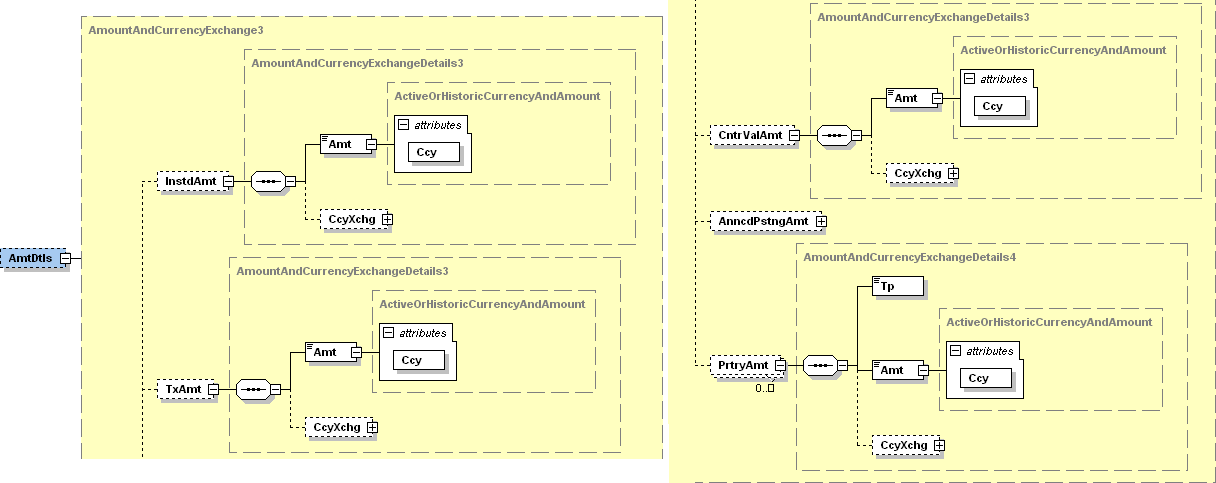 AmountAndCurrencyExchange3
AmountAndCurrencyExchangeDetails3
ActiveOrHistoricCurrencyAndAmount
attributes
Amt
Ccy
InstdAmt
CcyXchg
AmtDtls
AmountAndCurrencyExchangeDetails3
ActiveOrHistoricCurrencyAndAmount
attributes
Amt
Ccy
TxAmt
CcyXchg
AmountAndCurrencyExchangeDetails3
ActiveOrHistoricCurrencyAndAmount
attributes
Amt
Ccy
CntrValAmt
CcyXchg
AnncdPstngAmt
AmountAndCurrencyExchangeDetails4
Tp
ActiveOrHistoricCurrencyAndAmount
attributes
PrtryAmt
Amt
Ccy
0..
CcyXchg